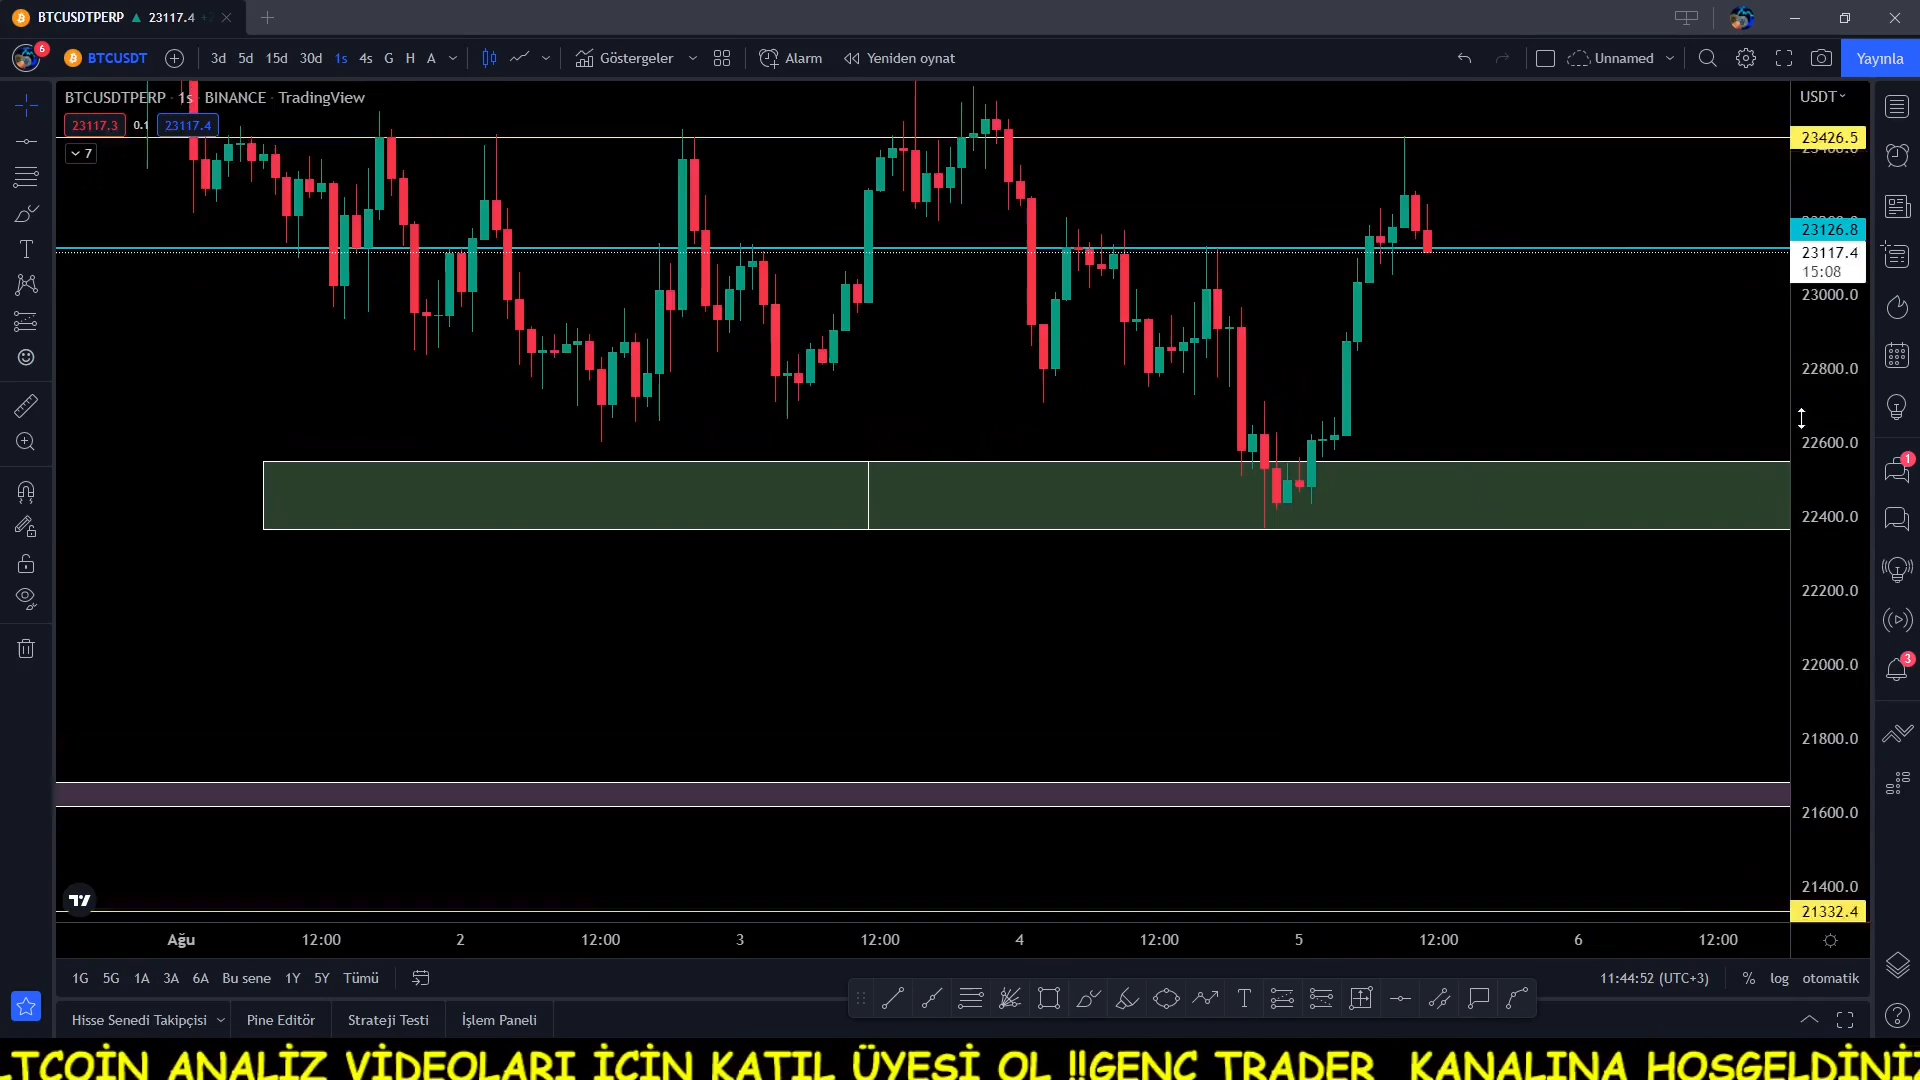 BTCUSDTPERP ▲ 23117.4
6 BTCUSDT 3d 5d 15d 30d 1s 4s G H A Göstergeler Alarm Yeniden oynat Unnamed Yayınla
BTCUSDTPERP · 1s · BINANCE · TradingView
23117.3 0.1 23117.4
7
USDT
23426.5
23126.8
23117.4
15:08
23000.0
22800.0
22600.0
22400.0
22200.0
22000.0
21800.0
21600.0
21400.0
21332.4
1
3
Ağu 12:00 2 12:00 3 12:00 4 12:00 5 12:00 6 12:00
1G 5G 1A 3A 6A Bu sene 1Y 5Y Tümü 11:44:52 (UTC+3) % log otomatik
Hisse Senedi Takipçisi Pine Editör Strateji Testi İşlem Paneli
LTCOİN ANALİZ VİDEOLARI İÇİN KATIL ÜYESİ OL !!GENC TRADER KANALINA HOSGELDİNİZ